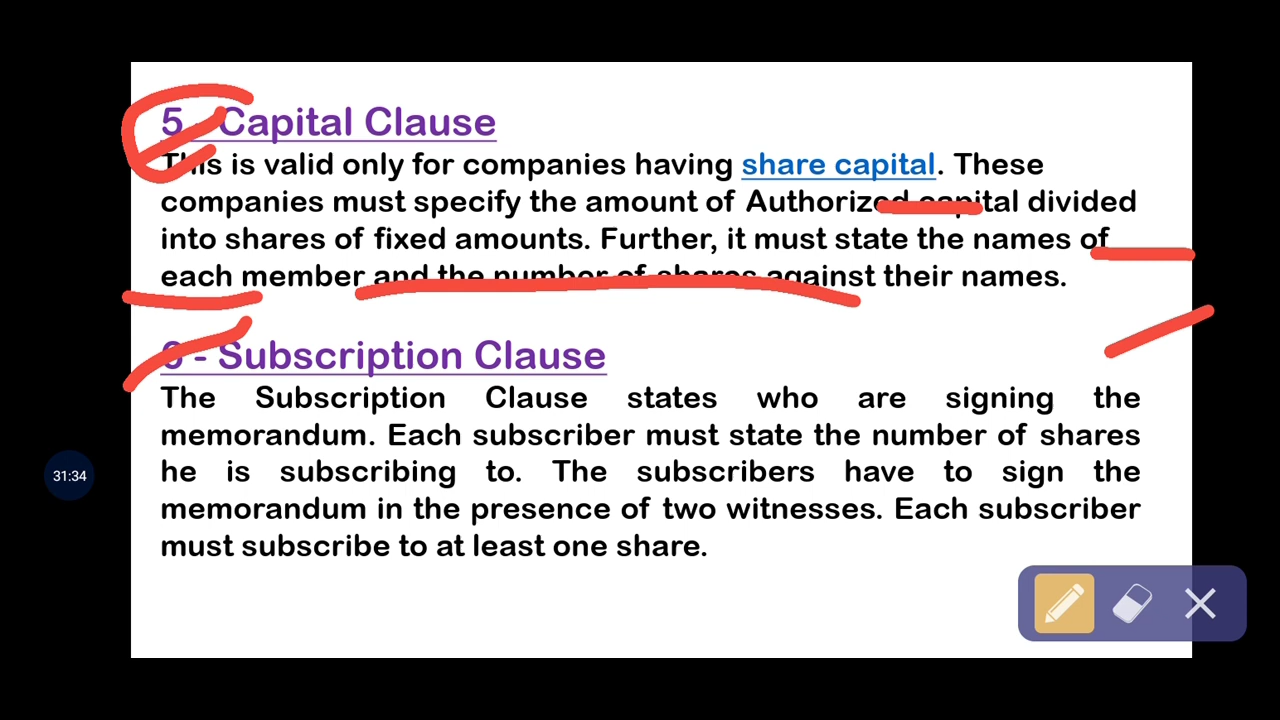 5 - Capital Clause
This is valid only for companies having share capital. These
companies must specify the amount of Authorized capital divided
into shares of fixed amounts. Further, it must state the names of
each member and the number of shares against their names.
6 - Subscription Clause
The Subscription Clause states who are signing the
memorandum. Each subscriber must state the number of shares
he is subscribing to. The subscribers have to sign the
memorandum in the presence of two witnesses. Each subscriber
must subscribe to at least one share.
31:34